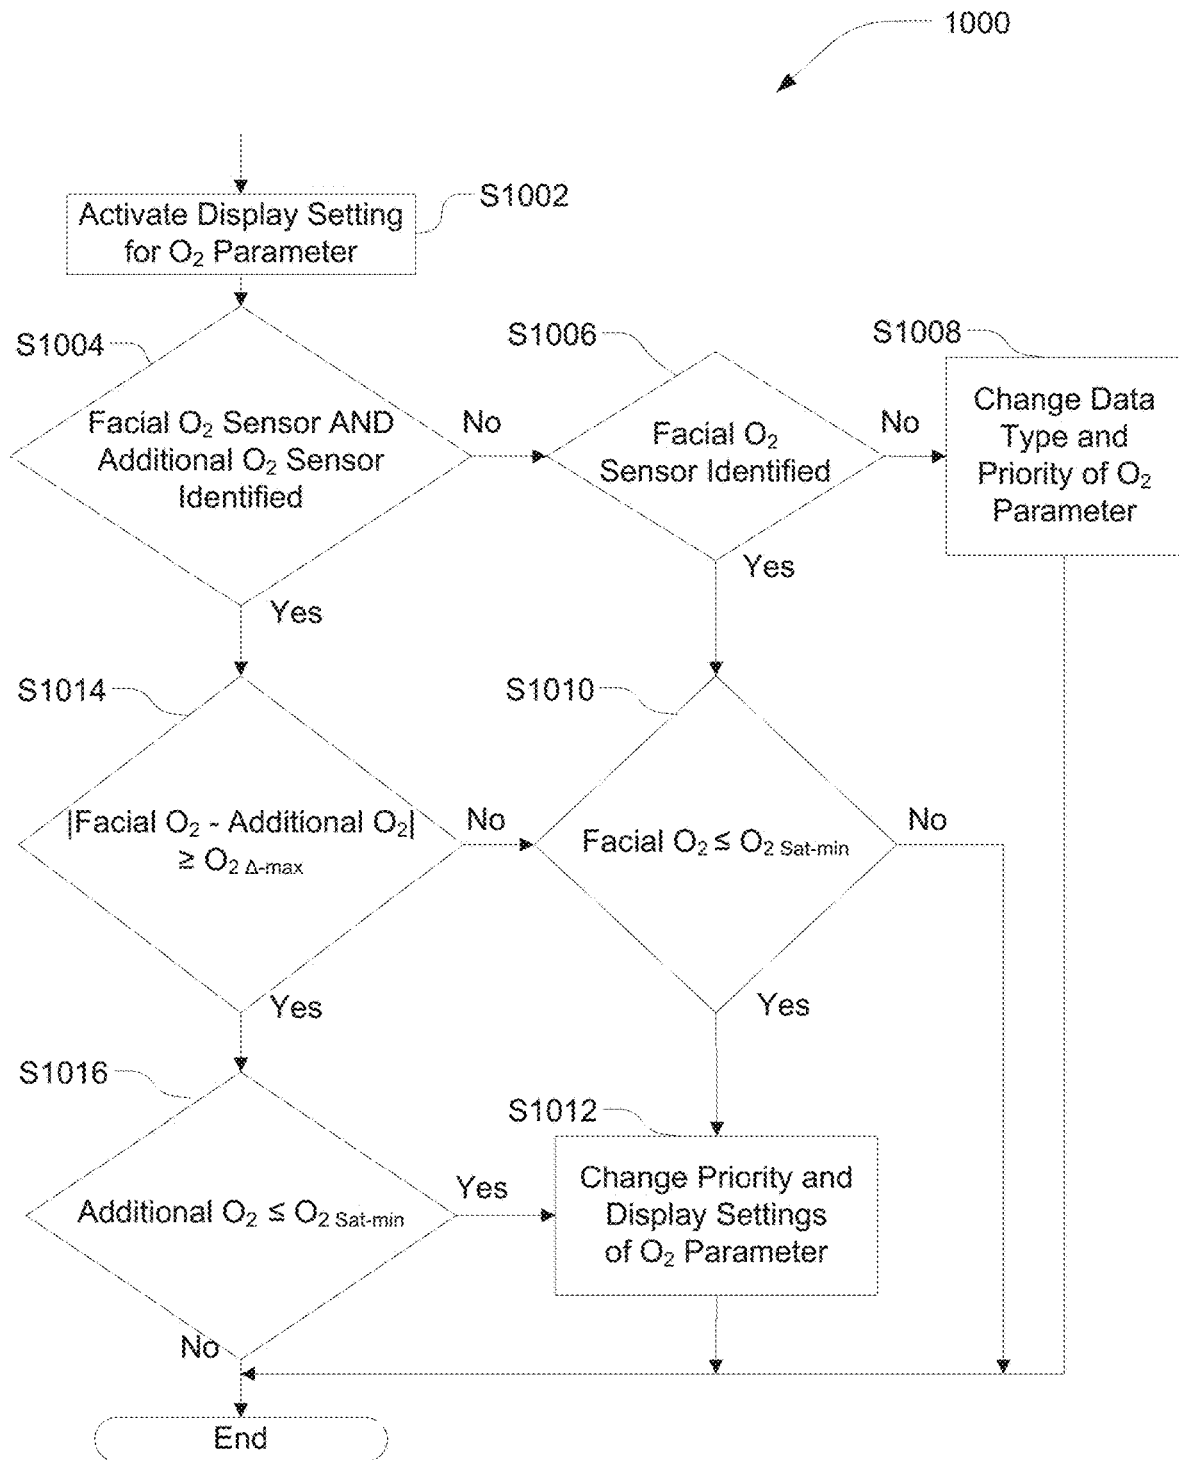 1000
S1002
Activate Display Setting
for O₂ Parameter
S1004
S1006
S1008
Facial O₂ Sensor AND
Additional O₂ Sensor
Identified
No
Facial O₂
Sensor Identified
No
Change Data
Type and
Priority of O₂
Parameter
Yes
Yes
S1014
S1010
|Facial O₂ - Additional O₂|
≥ O₂ Δ-max
No
Facial O₂ ≤ O₂ Sat-min
No
Yes
Yes
S1016
S1012
Additional O₂ ≤ O₂ Sat-min
Yes
Change Priority and
Display Settings
of O₂ Parameter
No
End